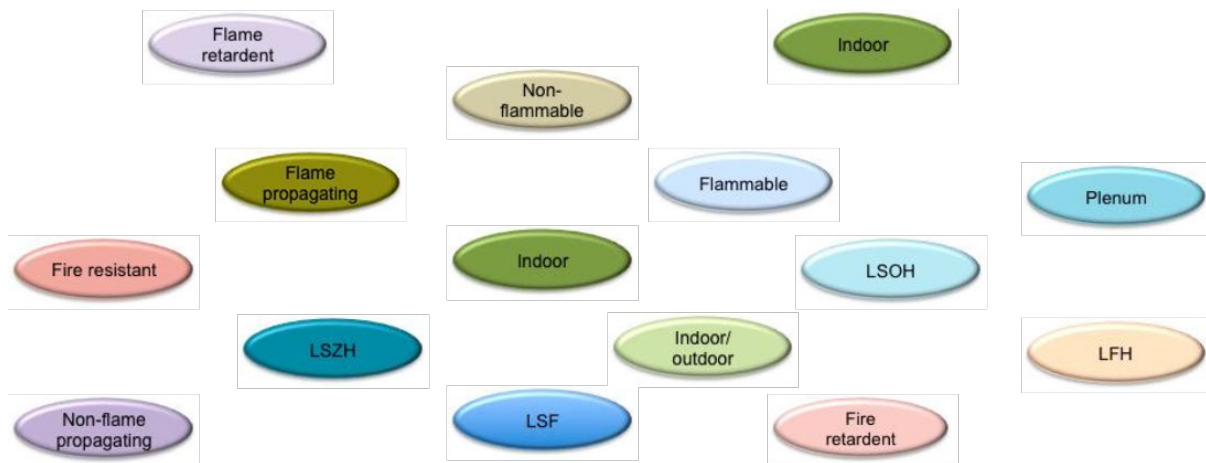 Flame
retardent
Indoor
Non-
flammable
Flame
propagating
Flammable
Plenum
Fire resistant
Indoor
LSOH
LSZH
Indoor/
outdoor
LFH
Non-flame
propagating
LSF
Fire
retardent